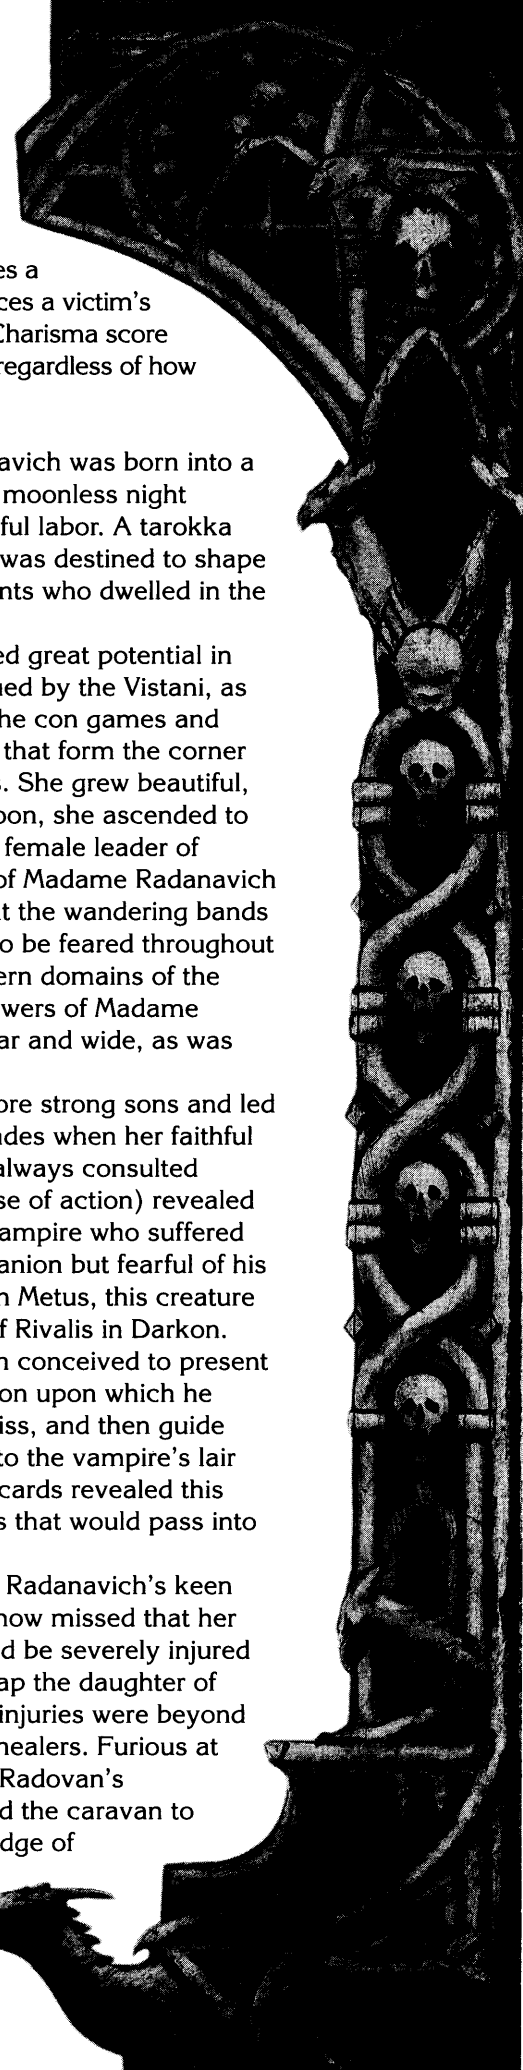 es a
ces a victim's
Charisma score
regardless of how
avich was born into a
moonless night
ful labor. A tarokka
was destined to shape
nts who dwelled in the
ed great potential in
ued by the Vistani, as
he con games and
that form the corner
s. She grew beautiful,
oon, she ascended to
female leader of
of Madame Radanavich
t the wandering bands
o be feared throughout
ern domains of the
wers of Madame
ar and wide, as was
ore strong sons and led
ades when her faithful
always consulted
se of action) revealed
ampire who suffered
anion but fearful of his
n Metus, this creature
f Rivalis in Darkon.
n conceived to present
on upon which he
iss, and then guide
to the vampire's lair
cards revealed this
s that would pass into
Radanavich's keen
how missed that her
d be severely injured
ap the daughter of
injuries were beyond
healers. Furious at
Radovan's
d the caravan to
dge of